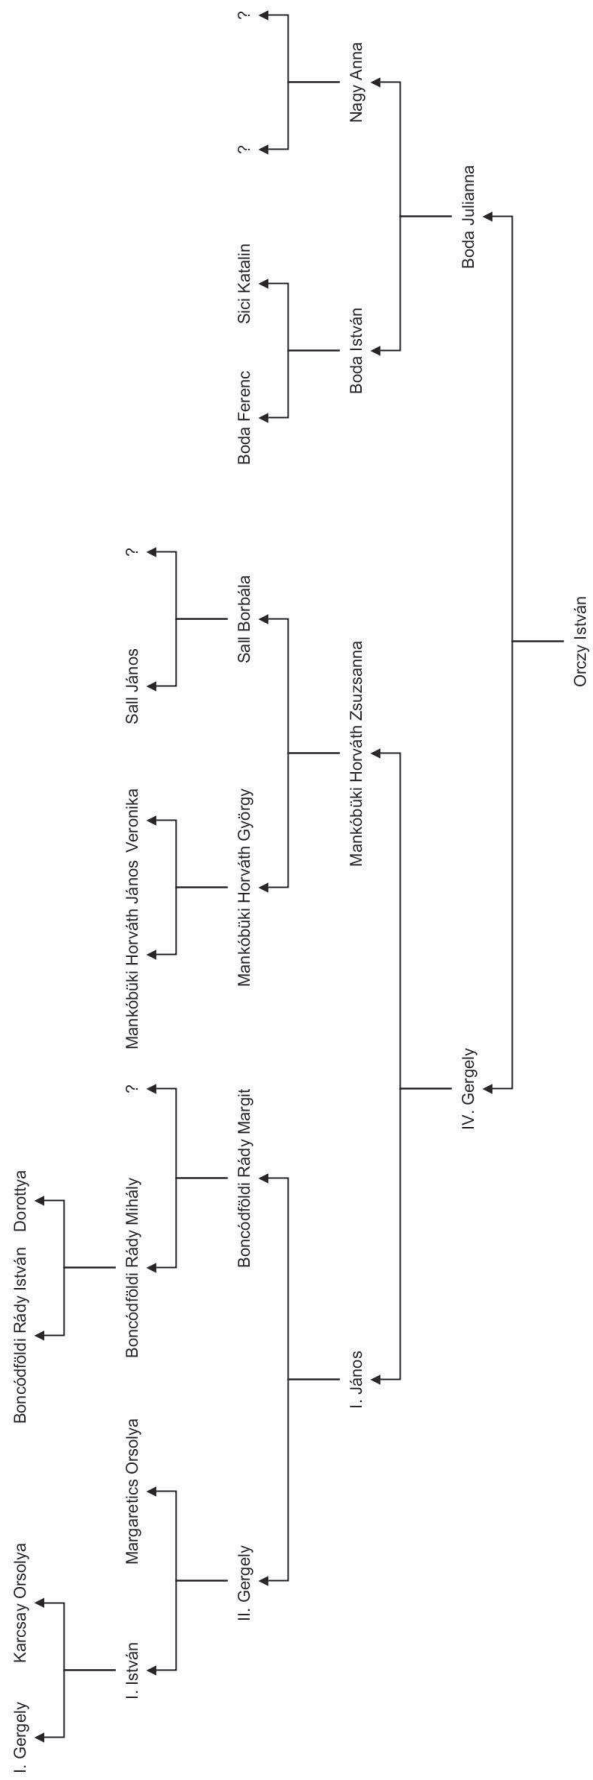 I. Gergely
Karcsay Orsolya
Boncódföldi Rády István
Dorottya
I. István
Margaretics Orsolya
Boncódföldi Rády Mihály
?
Mankóbüki Horváth János
Veronika
Sall János
?
II. Gergely
Boncódföldi Rády Margit
Mankóbüki Horváth György
Sall Borbála
Boda Ferenc
Sici Katalin
?
?
I. János
Mankóbüki Horváth Zsuzsanna
Boda István
Nagy Anna
IV. Gergely
Boda Julianna
Orczy István